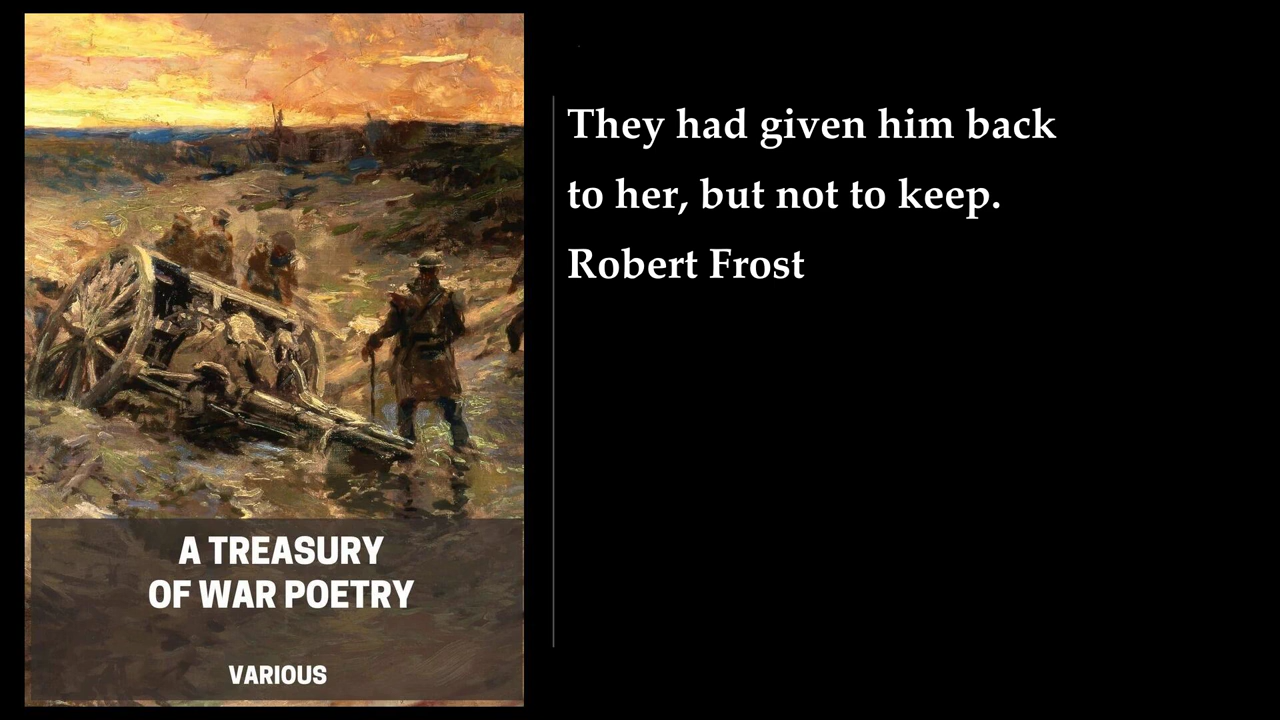 A TREASURY
OF WAR POETRY
VARIOUS
They had given him back
to her, but not to keep.
Robert Frost